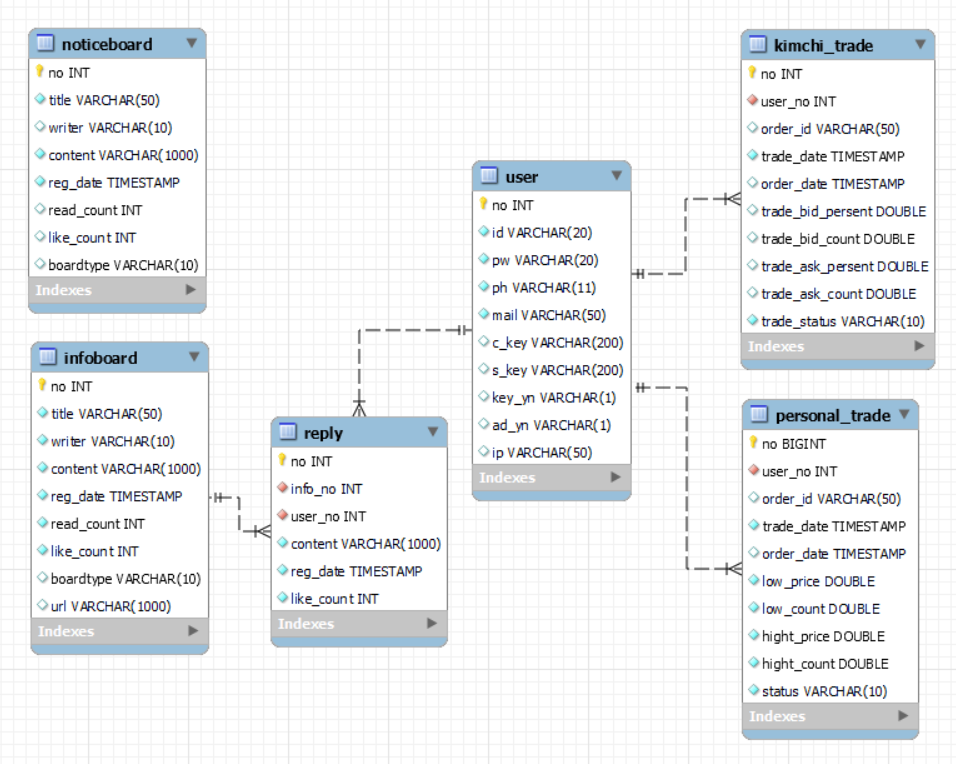 noticeboard
no INT
title VARCHAR(50)
writer VARCHAR(10)
content VARCHAR(1000)
reg_date TIMESTAMP
read_count INT
like_count INT
boardtype VARCHAR(10)
Indexes
infoboard
no INT
title VARCHAR(50)
writer VARCHAR(10)
content VARCHAR(1000)
reg_date TIMESTAMP
read_count INT
like_count INT
boardtype VARCHAR(10)
url VARCHAR(1000)
Indexes
reply
no INT
info_no INT
user_no INT
content VARCHAR(1000)
reg_date TIMESTAMP
like_count INT
Indexes
user
no INT
id VARCHAR(20)
pw VARCHAR(20)
ph VARCHAR(11)
mail VARCHAR(50)
c_key VARCHAR(200)
s_key VARCHAR(200)
key_yn VARCHAR(1)
ad_yn VARCHAR(1)
ip VARCHAR(50)
Indexes
kimchi_trade
no INT
user_no INT
order_id VARCHAR(50)
trade_date TIMESTAMP
order_date TIMESTAMP
trade_bid_persent DOUBLE
trade_bid_count DOUBLE
trade_ask_persent DOUBLE
trade_ask_count DOUBLE
trade_status VARCHAR(10)
Indexes
personal_trade
no BIGINT
user_no INT
order_id VARCHAR(50)
trade_date TIMESTAMP
order_date TIMESTAMP
low_price DOUBLE
low_count DOUBLE
hight_price DOUBLE
hight_count DOUBLE
status VARCHAR(10)
Indexes